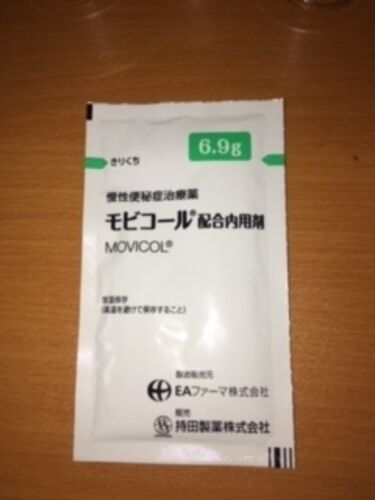 きりくち
6.9g
慢性便秘症治療薬
モビコール®配合内用剤
MOVICOL®
室温保存
(高温を避けて保存すること)
製造販売元
EAファーマ株式会社
販売
持田製薬株式会社